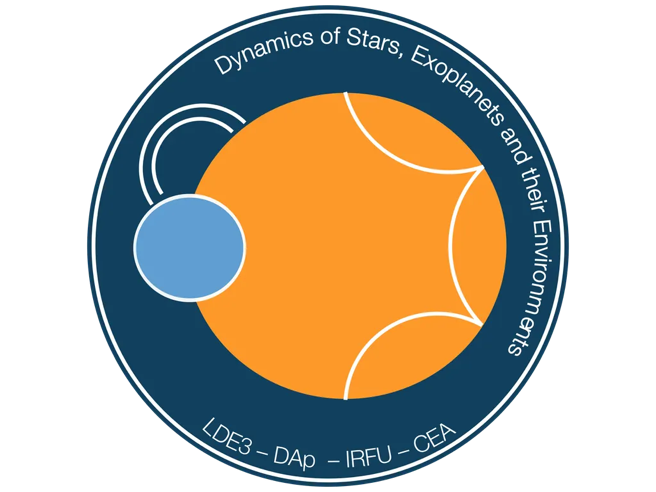 Dynamics of Stars, Exoplanets and their Environments
LDE3 – DAp – IRFU – CEA